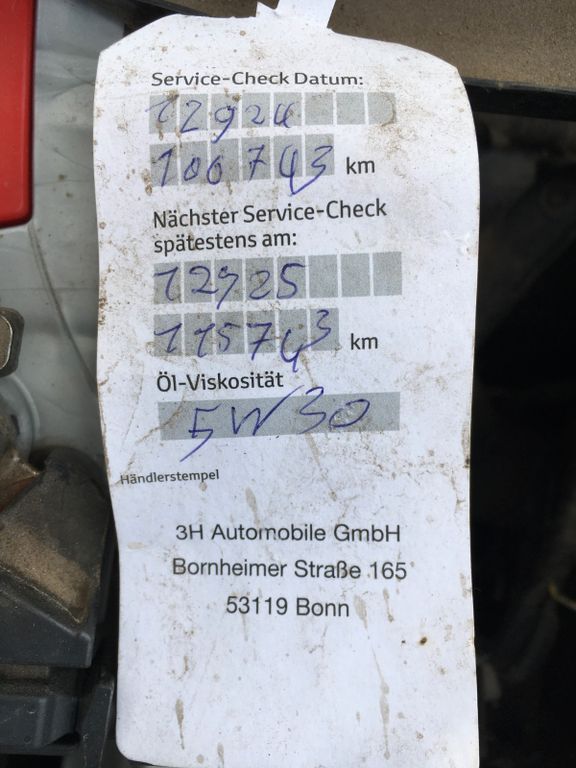 Service-Check Datum:
12924
100743 km
Nächster Service-Check
spätestens am:
12925
115743 km
Öl-Viskosität
5W30
Händlerstempel
3H Automobile GmbH
Bornheimer Straße 165
53119 Bonn